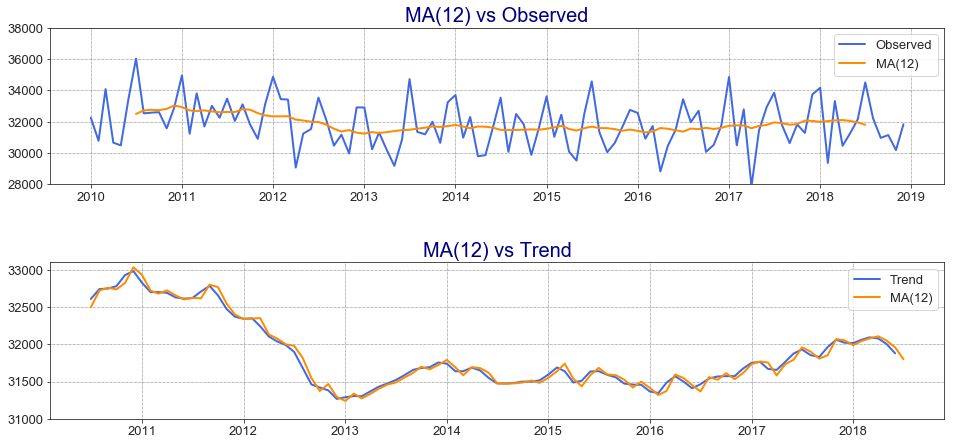 MA(12) vs Observed
38000
36000
34000
32000
30000
28000
Observed
MA(12)
2010 2011 2012 2013 2014 2015 2016 2017 2018 2019
MA(12) vs Trend
33000
32500
32000
31500
31000
Trend
MA(12)
2011 2012 2013 2014 2015 2016 2017 2018